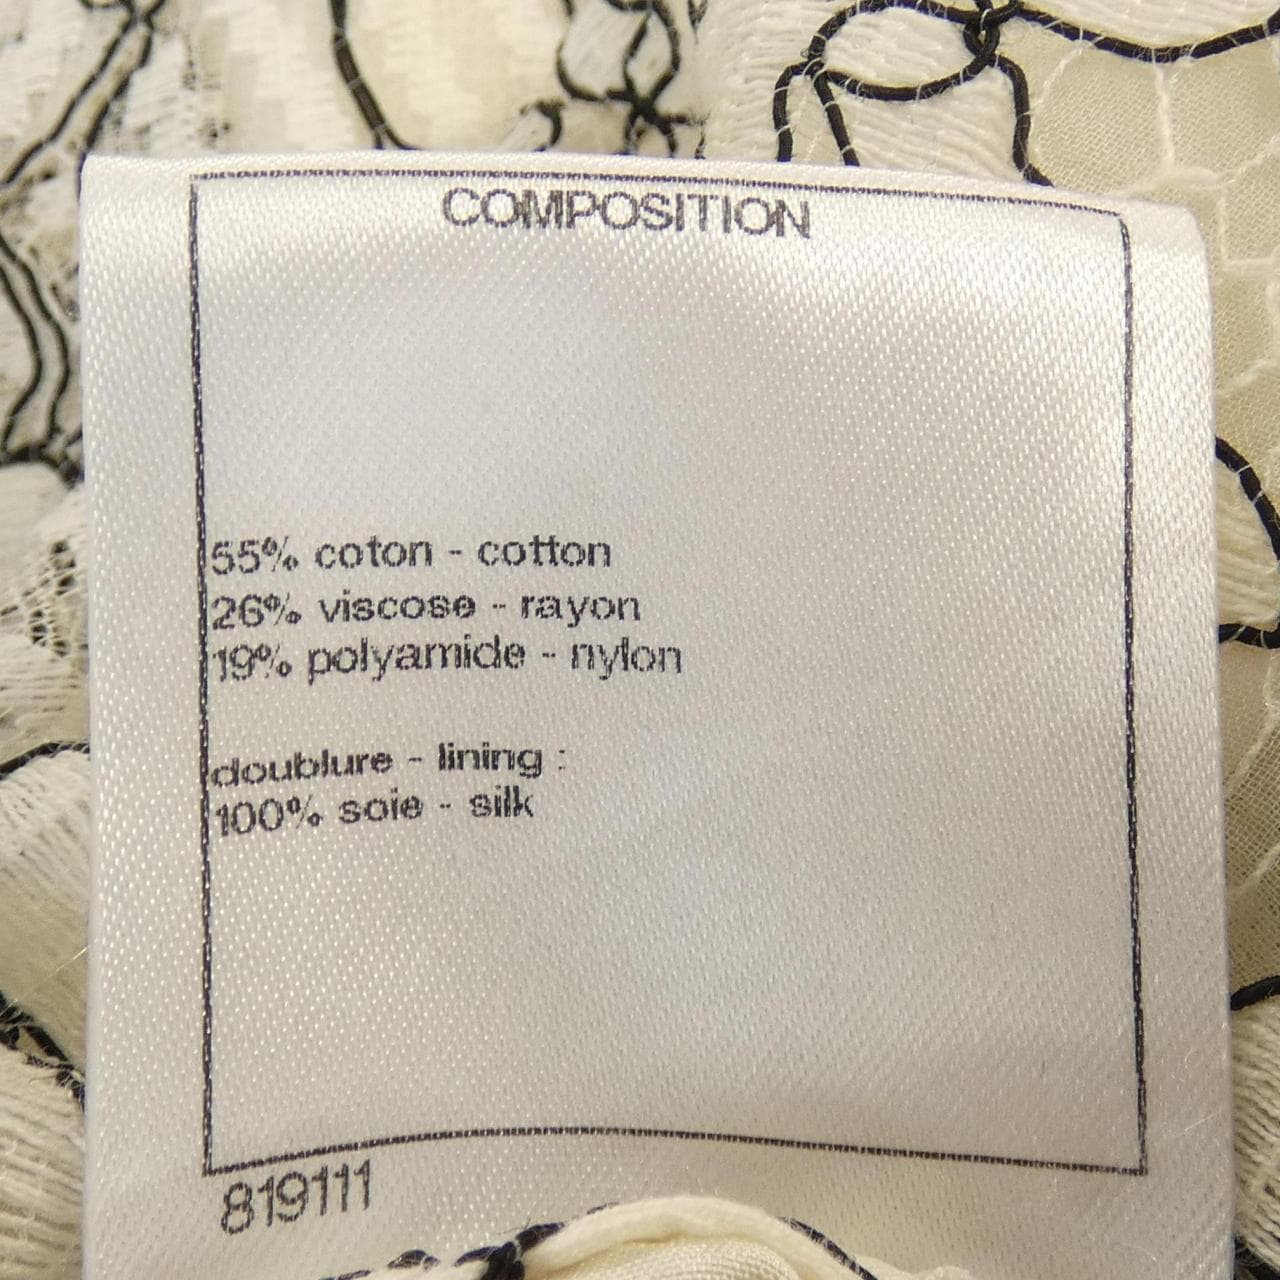 COMPOSITION
55% coton - cotton
26% viscose - rayon
19% polyamide - nylon
doublure - lining :
100% soie - silk
819111